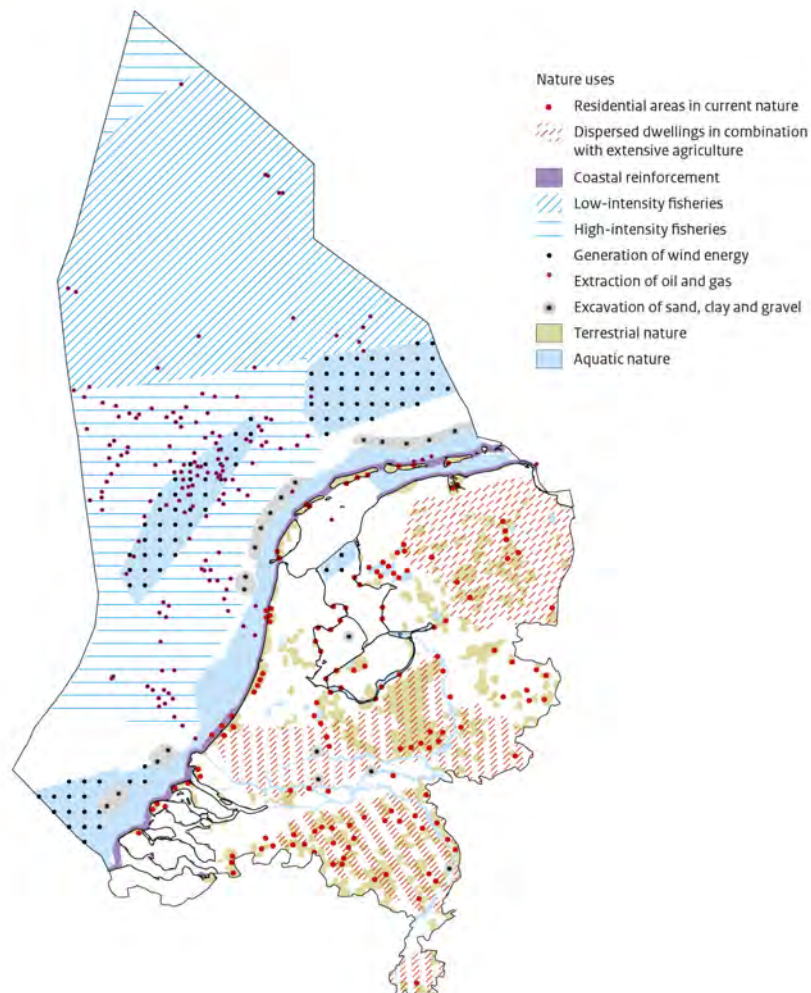 Nature uses
Residential areas in current nature
Dispersed dwellings in combination
with extensive agriculture
Coastal reinforcement
Low-intensity fisheries
High-intensity fisheries
Generation of wind energy
Extraction of oil and gas
Excavation of sand, clay and gravel
Terrestrial nature
Aquatic nature